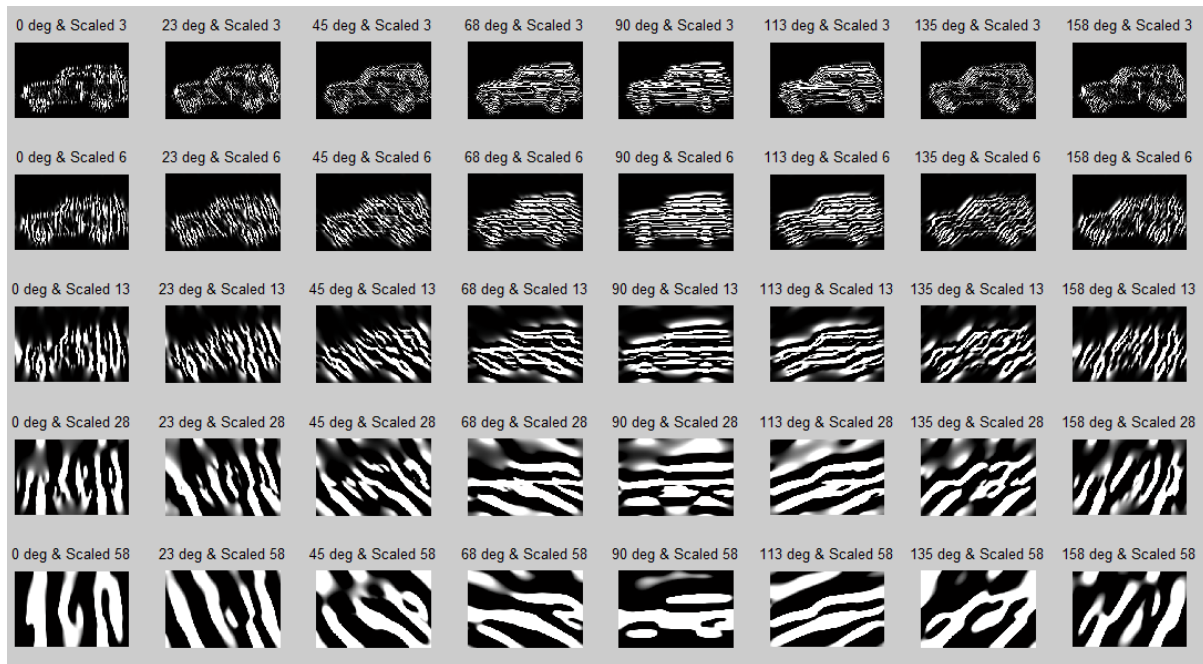 0 deg & Scaled 3 23 deg & Scaled 3 45 deg & Scaled 3 68 deg & Scaled 3 90 deg & Scaled 3 113 deg & Scaled 3 135 deg & Scaled 3 158 deg & Scaled 3
0 deg & Scaled 6 23 deg & Scaled 6 45 deg & Scaled 6 68 deg & Scaled 6 90 deg & Scaled 6 113 deg & Scaled 6 135 deg & Scaled 6 158 deg & Scaled 6
0 deg & Scaled 13 23 deg & Scaled 13 45 deg & Scaled 13 68 deg & Scaled 13 90 deg & Scaled 13 113 deg & Scaled 13 135 deg & Scaled 13 158 deg & Scaled 13
0 deg & Scaled 28 23 deg & Scaled 28 45 deg & Scaled 28 68 deg & Scaled 28 90 deg & Scaled 28 113 deg & Scaled 28 135 deg & Scaled 28 158 deg & Scaled 28
0 deg & Scaled 58 23 deg & Scaled 58 45 deg & Scaled 58 68 deg & Scaled 58 90 deg & Scaled 58 113 deg & Scaled 58 135 deg & Scaled 58 158 deg & Scaled 58